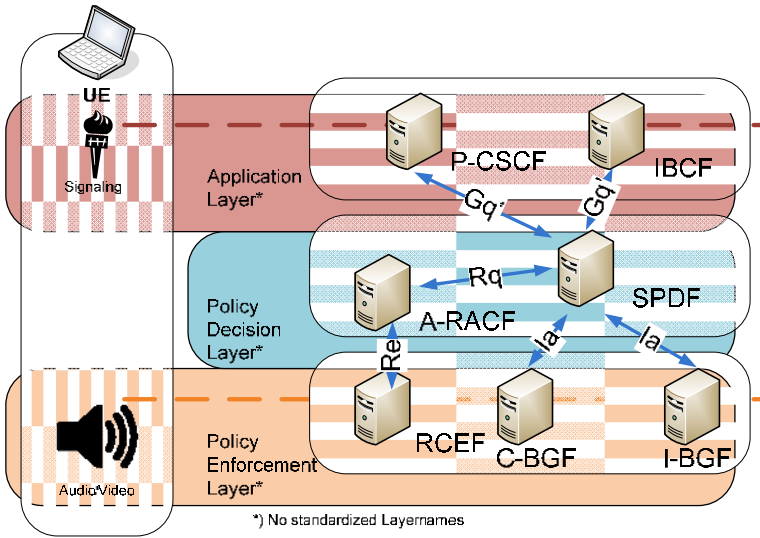 UE
Signaling
Application
Layer*
P-CSCF
IBCF
Gq'
Gq'
Policy
Decision
Layer*
A-RACF
Rq
SPDF
Re
Ia
Ia
Policy
Enforcement
Layer*
RCEF
C-BGF
I-BGF
Audio*Video
*) No standardized Layernames